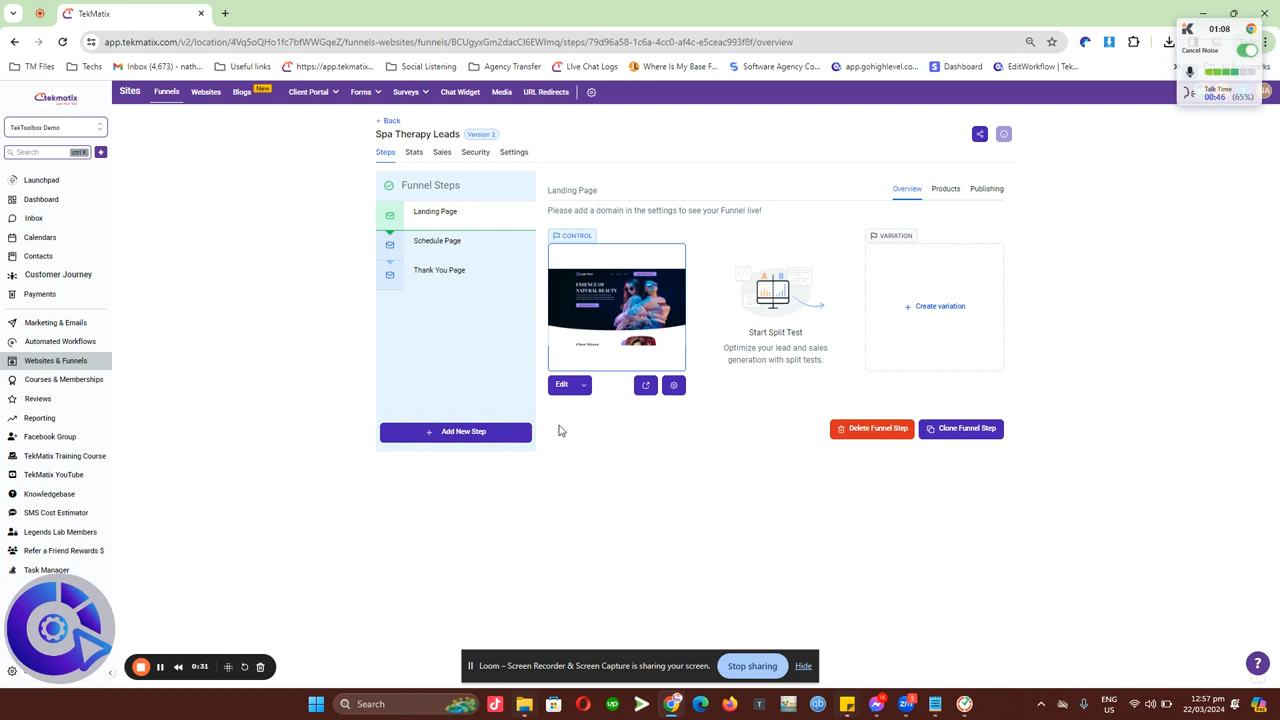 TekMatix
app.tekmatix.com/v2/location/4Vq5oQHo1fc7bfWWGqeZ/funnels-websites/funnels/BCUgyxGm2dacCl6EWImq/steps/79d96a58-1c6a-4cc0-af4c-e5ceac993f8f/overview
TM Files
Techs
Inbox (4,673) - nath...
Useful links
https://app.tekmatix...
Social Listening
Agency Transfer
Live Chat Logs
Where Is My Base F...
Software Agency Co...
app.gohighlevel.co...
Dashboard
EditWorkflow | Tek...
01:08
Cancel Noise
Talk Time
00:46 (65%)
tekmatix
Sites
Funnels
Websites
Blogs
New
Client Portal
Forms
Surveys
Chat Widget
Media
URL Redirects
TekToolbox Demo
Search
ctrl K
Launchpad
Dashboard
Inbox
Calendars
Contacts
Customer Journey
Payments
Marketing & Emails
Automated Workflows
Websites & Funnels
Courses & Memberships
Reviews
Reporting
Facebook Group
TekMatix Training Course
TekMatix YouTube
Knowledgebase
SMS Cost Estimator
Legends Lab Members
Refer a Friend Rewards $
Task Manager
Back
Spa Therapy Leads
Version 2
Steps
Stats
Sales
Security
Settings
Funnel Steps
Landing Page
Schedule Page
Thank You Page
Add New Step
Landing Page
Overview
Products
Publishing
Please add a domain in the settings to see your Funnel live!
CONTROL
ESSENCE OF
NATURAL BEAUTY
Our Story
Edit
A
B
Start Split Test
Optimize your lead and sales
generation with split tests.
VARIATION
Create variation
Delete Funnel Step
Clone Funnel Step
0:31
Loom – Screen Recorder & Screen Capture is sharing your screen.
Stop sharing
Hide
?
Search
ENG
US
12:57 pm
22/03/2024